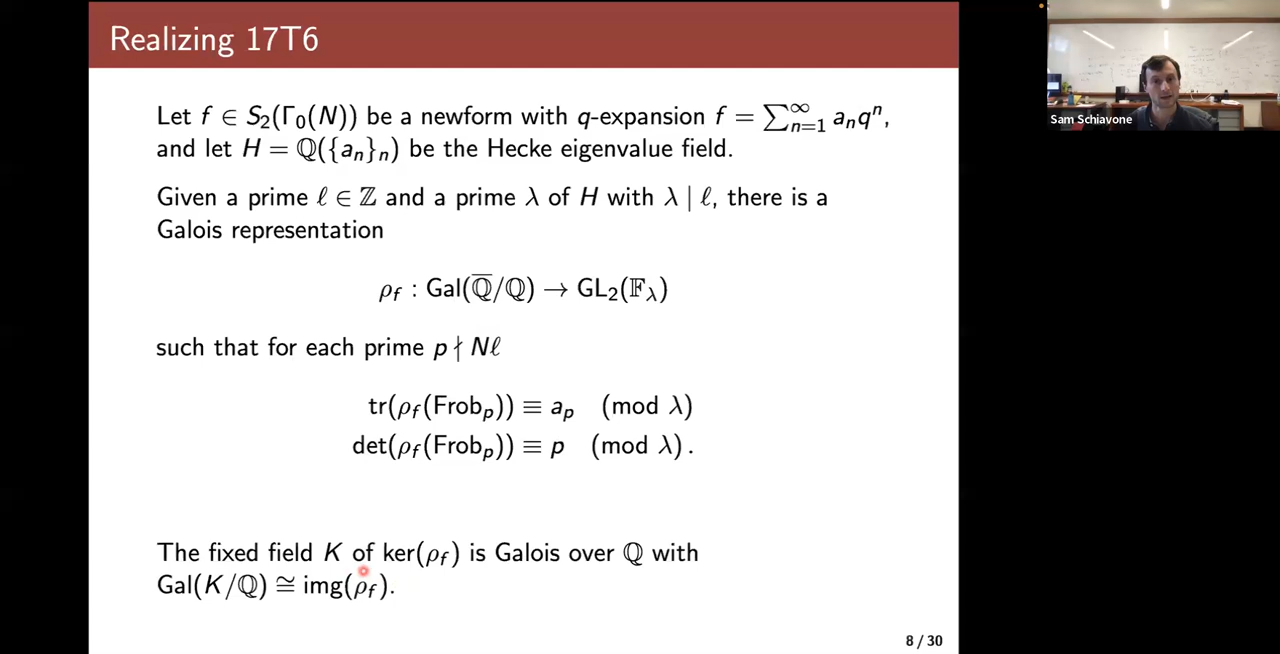 Realizing 17T6
Let f ∈ S₂(Γ₀(N)) be a newform with q-expansion f = ∑_{n=1}^{∞} aₙqⁿ,
and let H = ℚ({aₙ}ₙ) be the Hecke eigenvalue field.
Given a prime ℓ ∈ ℤ and a prime λ of H with λ | ℓ, there is a
Galois representation
ρ_f : Gal(ℚ̅/ℚ) → GL₂(𝔽_λ)
such that for each prime p ∤ Nℓ
tr(ρ_f(Frob_p)) ≡ a_p (mod λ)
det(ρ_f(Frob_p)) ≡ p (mod λ).
The fixed field K of ker(ρ_f) is Galois over ℚ with
Gal(K/ℚ) ≅ img(ρ_f).
8 / 30
Sam Schiavone